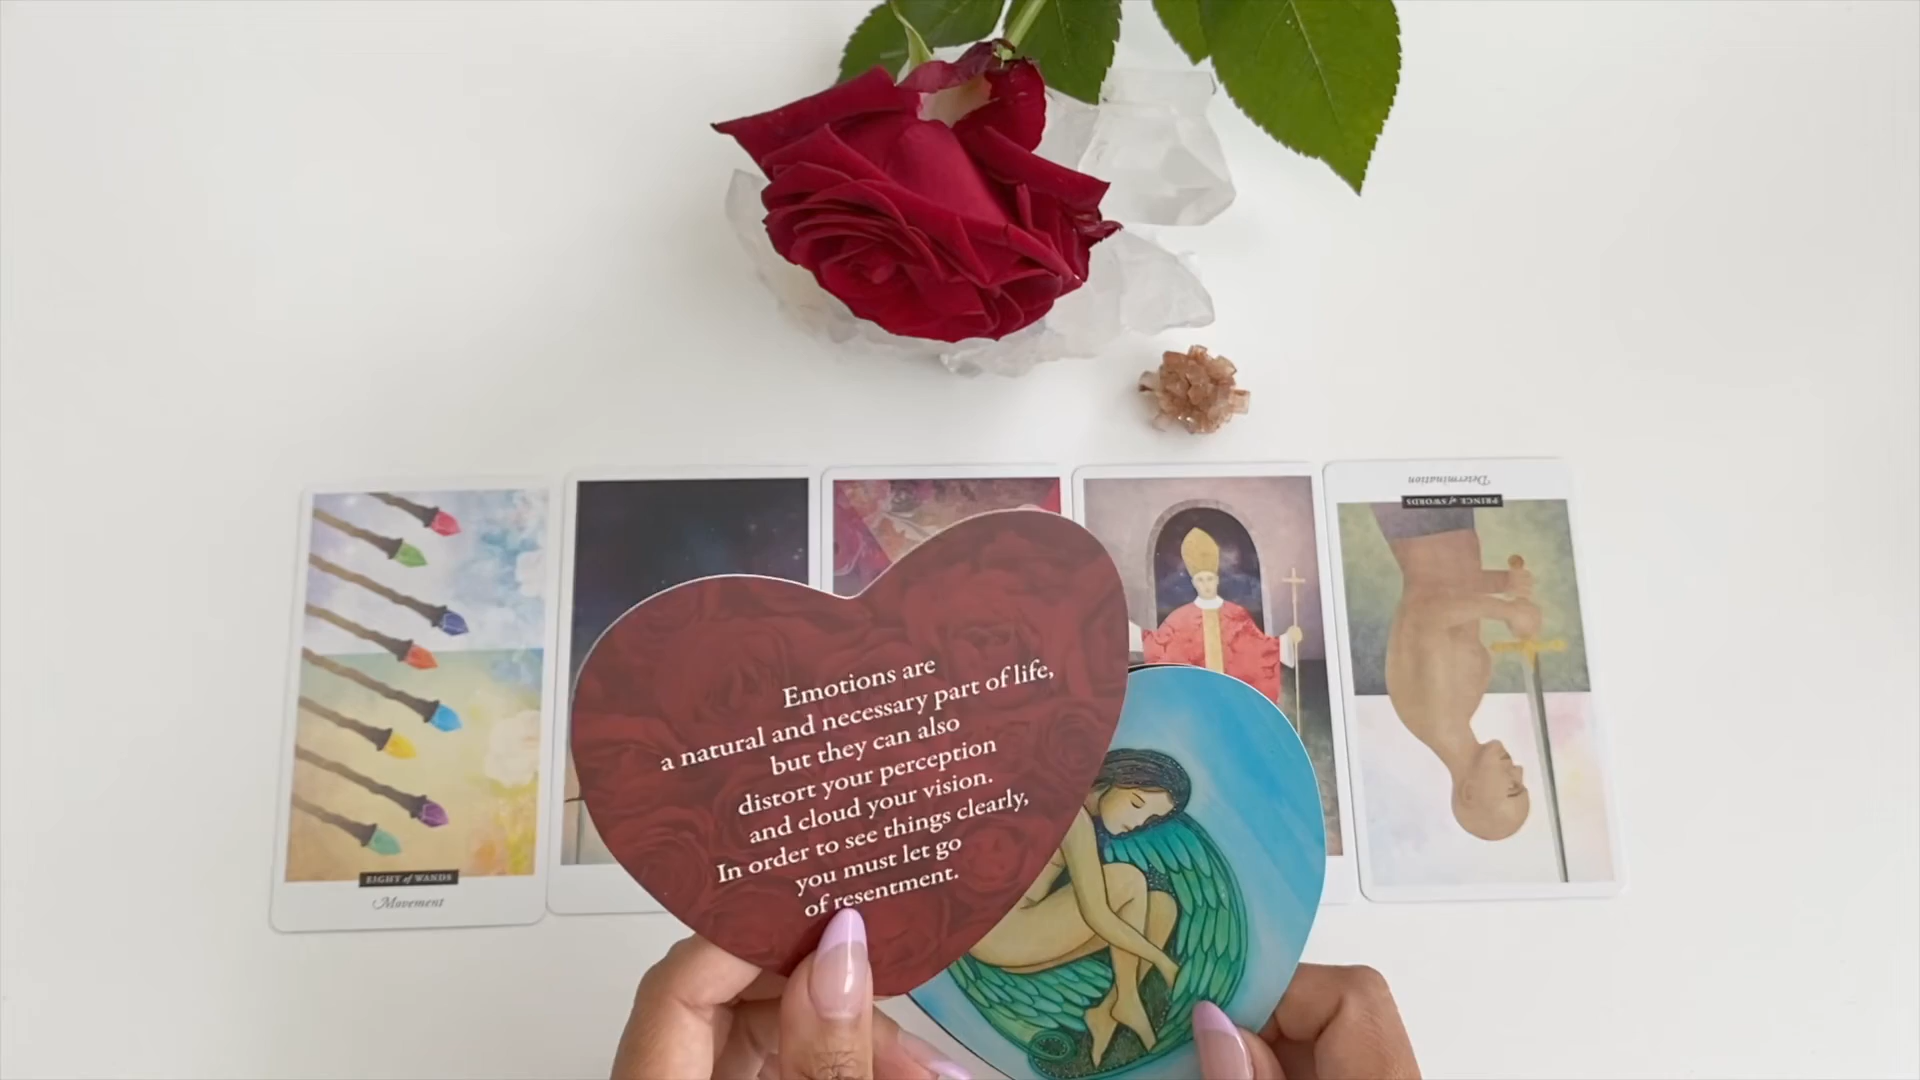 Determination
PRINCE of SWORDS
Emotions are
a natural and necessary part of life,
but they can also
distort your perception
and cloud your vision.
In order to see things clearly,
you must let go
of resentment.
EIGHT of WANDS
Movement